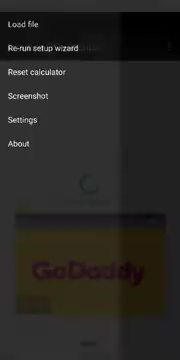 Load file
Re-run setup wizard
Reset calculator
Screenshot
Settings
About
GoDaddy